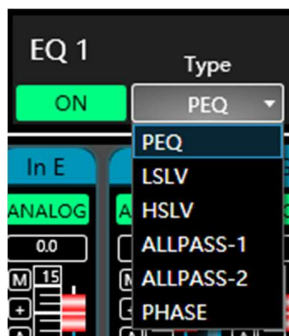 EQ 1
Type
ON
PEQ
PEQ
LSLV
HSLV
ALLPASS-1
ALLPASS-2
PHASE
In E
ANALOG
A
0.0
M
15
M
+
+